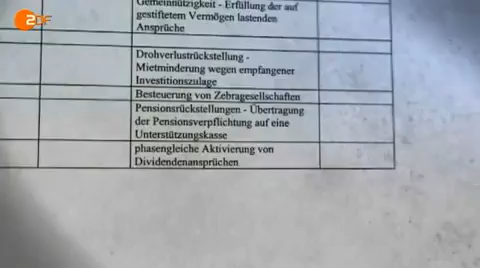 ZDF
Gemeinnützigkeit - Erfüllung der auf
gestiftetem Vermögen lastenden
Ansprüche
Drohverlustrückstellung -
Mietminderung wegen empfangener
Investitionszulage
Besteuerung von Zebragesellschaften
Pensionsrückstellungen - Übertragung
der Pensionsverpflichtung auf eine
Unterstützungskasse
phasengleiche Aktivierung von
Dividendenansprüchen